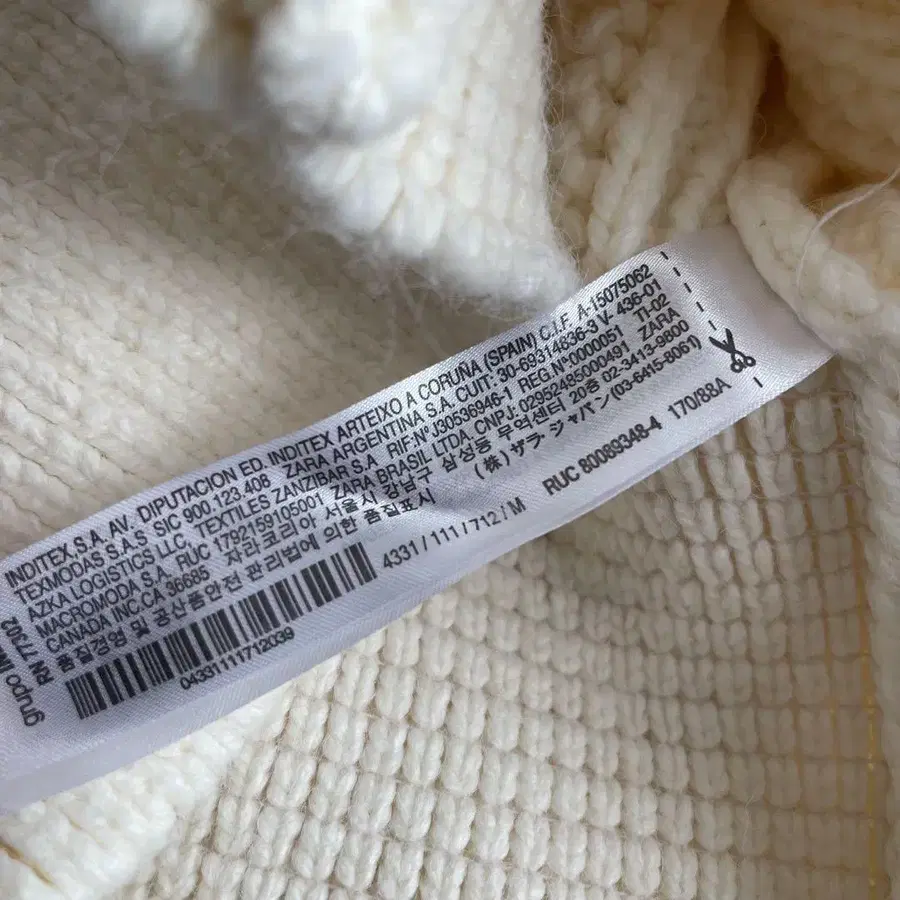 INDITEX,S.A. AV. DIPUTACION ED. INDITEX ARTEIXO A CORUÑA (SPAIN) C.I.F. A-15075062
TEXMODAS S.A.S SIC 900.123.408 ZARA ARGENTINA S.A. CUIT: 30-69314836-3 V- 436-01
AZKA LOGISTICS LLC, TEXTILES ZANZIBAR S.A RIF:Nº J30536946-1 REG.Nº0000051 TI-02
MACROMODA S.A. RUC 1792159105001 ZARA BRASIL LTDA. CNPJ: 02952485000491 ZARA
CANADA INC.CA 36685 자라코리아 서울시 강남구 삼성동 무역센터 20층 02-3413-9800
품질경영 및 공산품안전 관리법에 의한 품질표시 (株) ザラ・ジャパン (03-6415-8061)
4331 / 111 / 712 / M RUC 80089348-4 170/88A
04331111712039
grupo
RN 77302